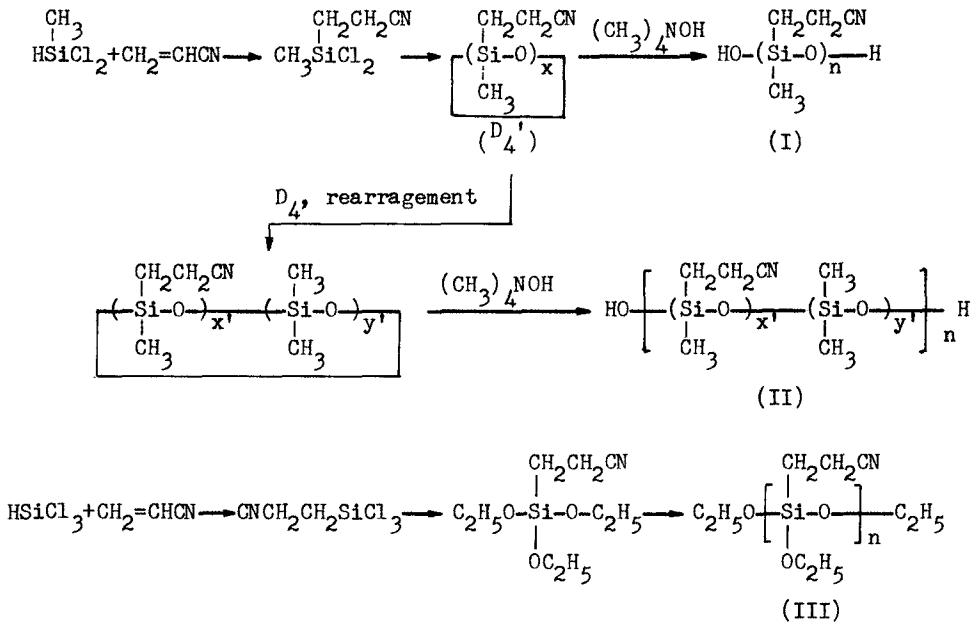 CH3 CH2CH2CN CH2CH2CN CH2CH2CN
HSiCl2+CH2=CHCN CH3SiCl2 (Si-O)x (CH3)4NOH HO (Si-O)n H
CH3 CH3
(D4') (I)
D4, rearragement
CH2CH2CN CH3 CH2CH2CN CH3
(Si-O)x' (Si-O)y' (CH3)4NOH HO [(Si-O)x' (Si-O)y']n H
CH3 CH3 CH3 CH3
(II)
CH2CH2CN CH2CH2CN
HSiCl3+CH2=CHCN CNCH2CH2SiCl3 C2H5O-Si-O-C2H5 C2H5O[Si-O]n C2H5
OC2H5 OC2H5
(III)